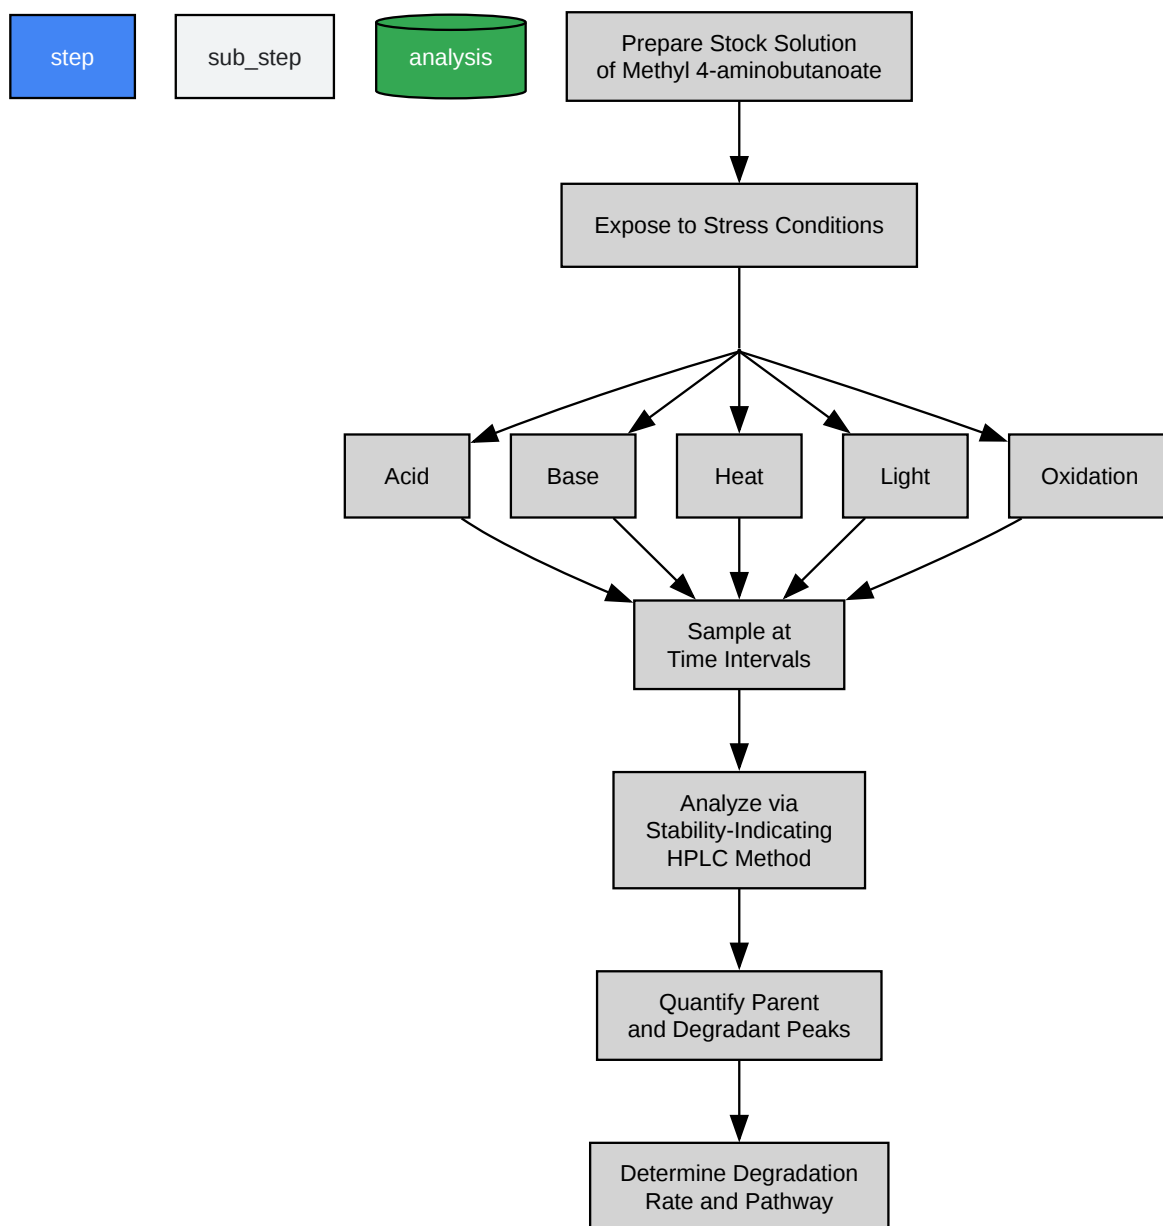 step
sub_step
analysis
Prepare Stock Solution
of Methyl 4-aminobutanoate
Expose to Stress Conditions
Acid
Base
Heat
Light
Oxidation
Sample at
Time Intervals
Analyze via
Stability-Indicating
HPLC Method
Quantify Parent
and Degradant Peaks
Determine Degradation
Rate and Pathway